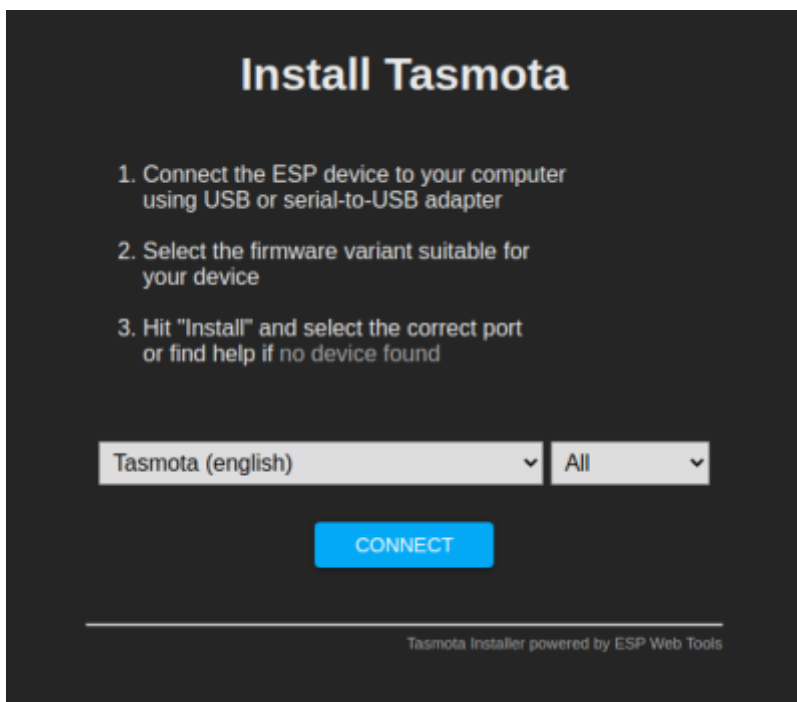 Install Tasmota
1. Connect the ESP device to your computer
using USB or serial-to-USB adapter
2. Select the firmware variant suitable for
your device
3. Hit "Install" and select the correct port
or find help if no device found
Tasmota (english) All
CONNECT
Tasmota Installer powered by ESP Web Tools